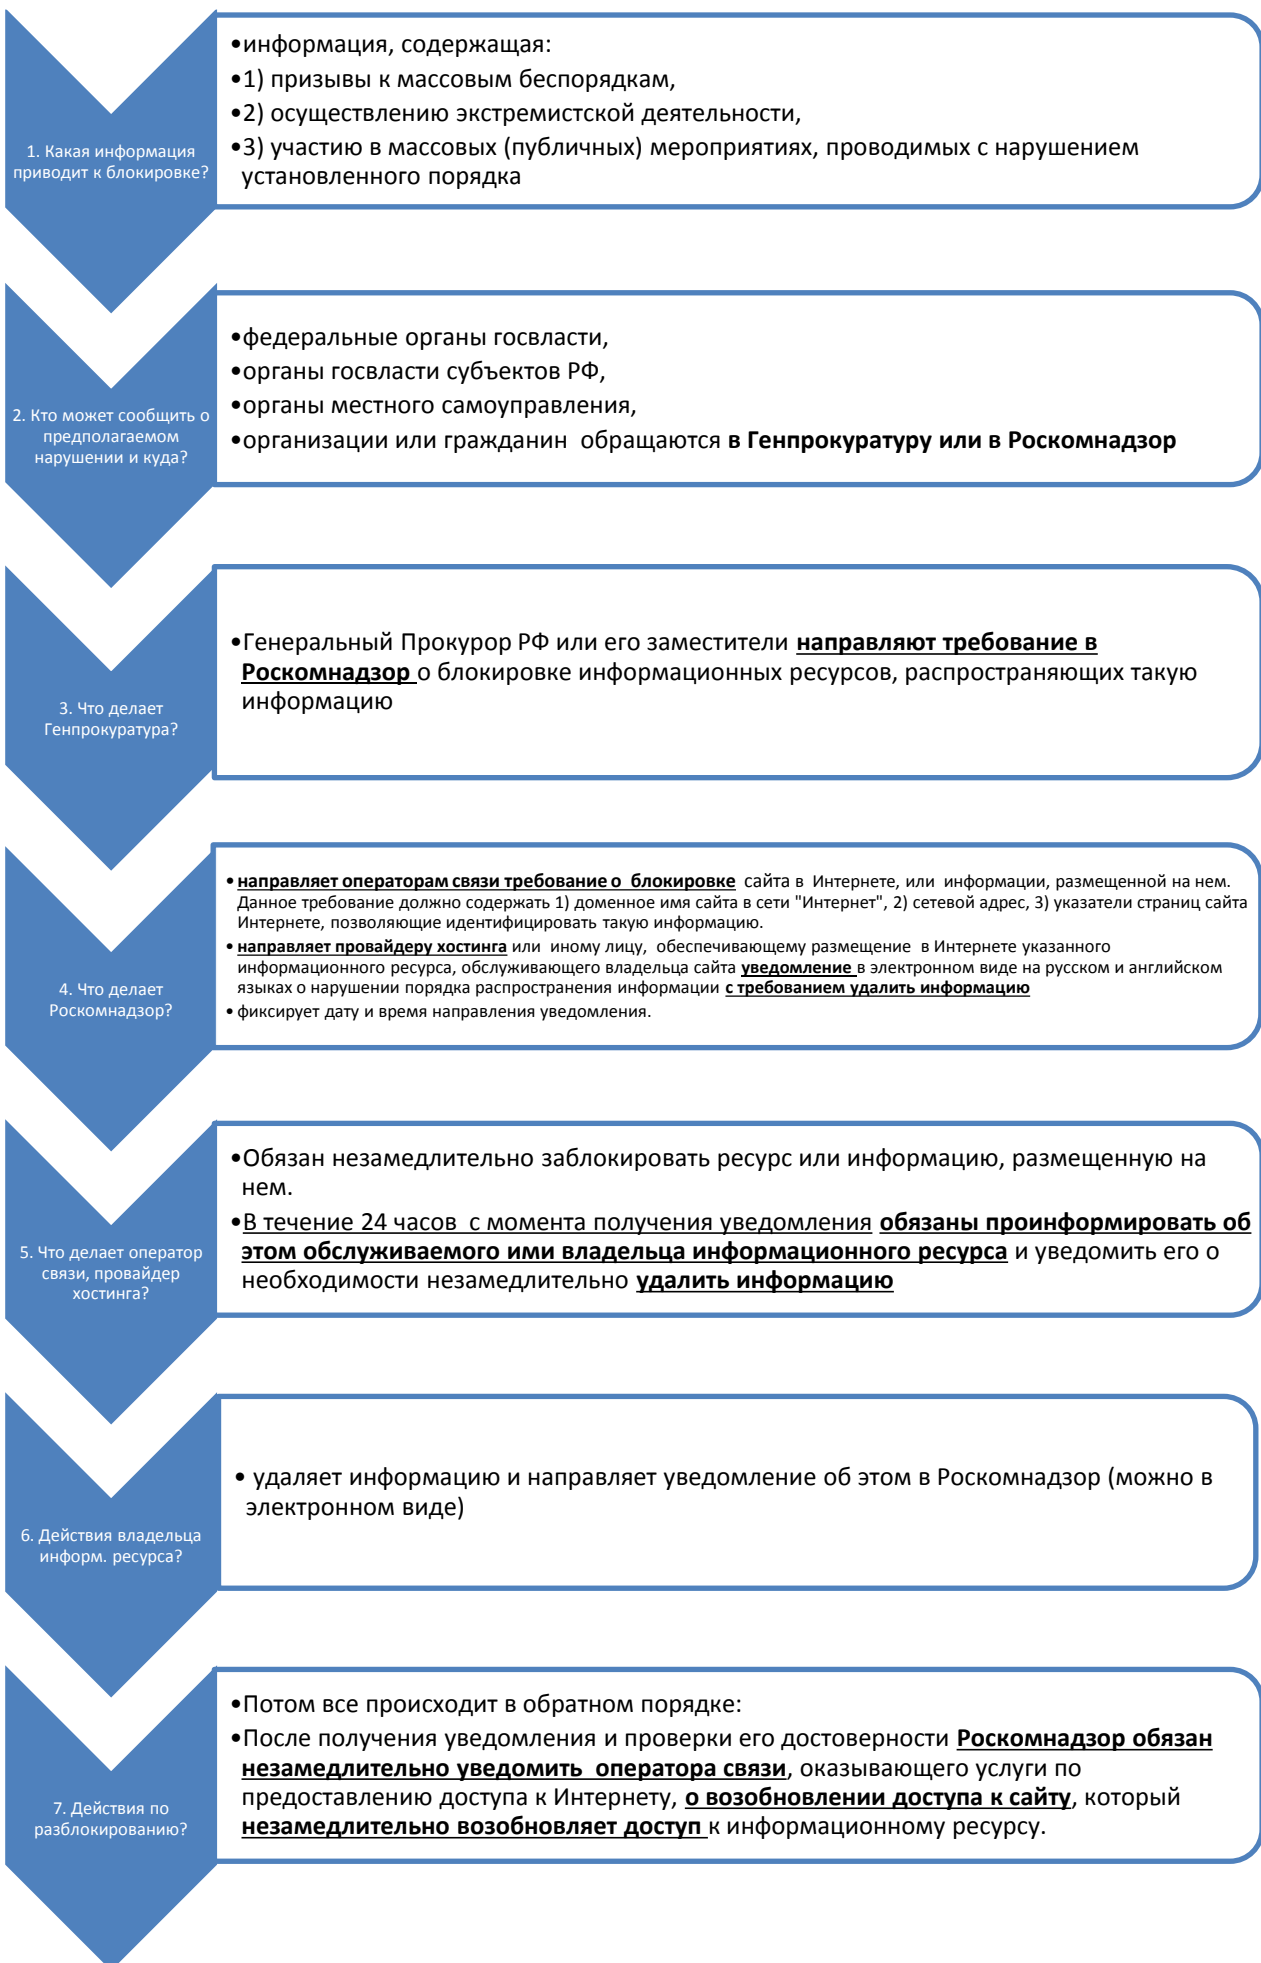 1. Какая информация
приводит к блокировке?
•информация, содержащая:
•1) призывы к массовым беспорядкам,
•2) осуществлению экстремистской деятельности,
•3) участию в массовых (публичных) мероприятиях, проводимых с нарушением
установленного порядка
2. Кто может сообщить о
предполагаемом
нарушении и куда?
•федеральные органы госвласти,
•органы госвласти субъектов РФ,
•органы местного самоуправления,
•организации или гражданин обращаются в Генпрокуратуру или в Роскомнадзор
3. Что делает
Генпрокуратура?
•Генеральный Прокурор РФ или его заместители направляют требование в
Роскомнадзор о блокировке информационных ресурсов, распространяющих такую
информацию
4. Что делает
Роскомнадзор?
•направляет операторам связи требование о блокировке сайта в Интернете, или информации, размещенной на нем.
Данное требование должно содержать 1) доменное имя сайта в сети "Интернет", 2) сетевой адрес, 3) указатели страниц сайта
Интернете, позволяющие идентифицировать такую информацию.
•направляет провайдеру хостинга или иному лицу, обеспечивающему размещение в Интернете указанного
информационного ресурса, обслуживающего владельца сайта уведомление в электронном виде на русском и английском
языках о нарушении порядка распространения информации с требованием удалить информацию
•фиксирует дату и время направления уведомления.
5. Что делает оператор
связи, провайдер
хостинга?
•Обязан незамедлительно заблокировать ресурс или информацию, размещенную на
нем.
•В течение 24 часов с момента получения уведомления обязаны проинформировать об
этом обслуживаемого ими владельца информационного ресурса и уведомить его о
необходимости незамедлительно удалить информацию
6. Действия владельца
информ. ресурса?
• удаляет информацию и направляет уведомление об этом в Роскомнадзор (можно в
электронном виде)
7. Действия по
разблокированию?
•Потом все происходит в обратном порядке:
•После получения уведомления и проверки его достоверности Роскомнадзор обязан
незамедлительно уведомить оператора связи, оказывающего услуги по
предоставлению доступа к Интернету, о возобновлении доступа к сайту, который
незамедлительно возобновляет доступ к информационному ресурсу.